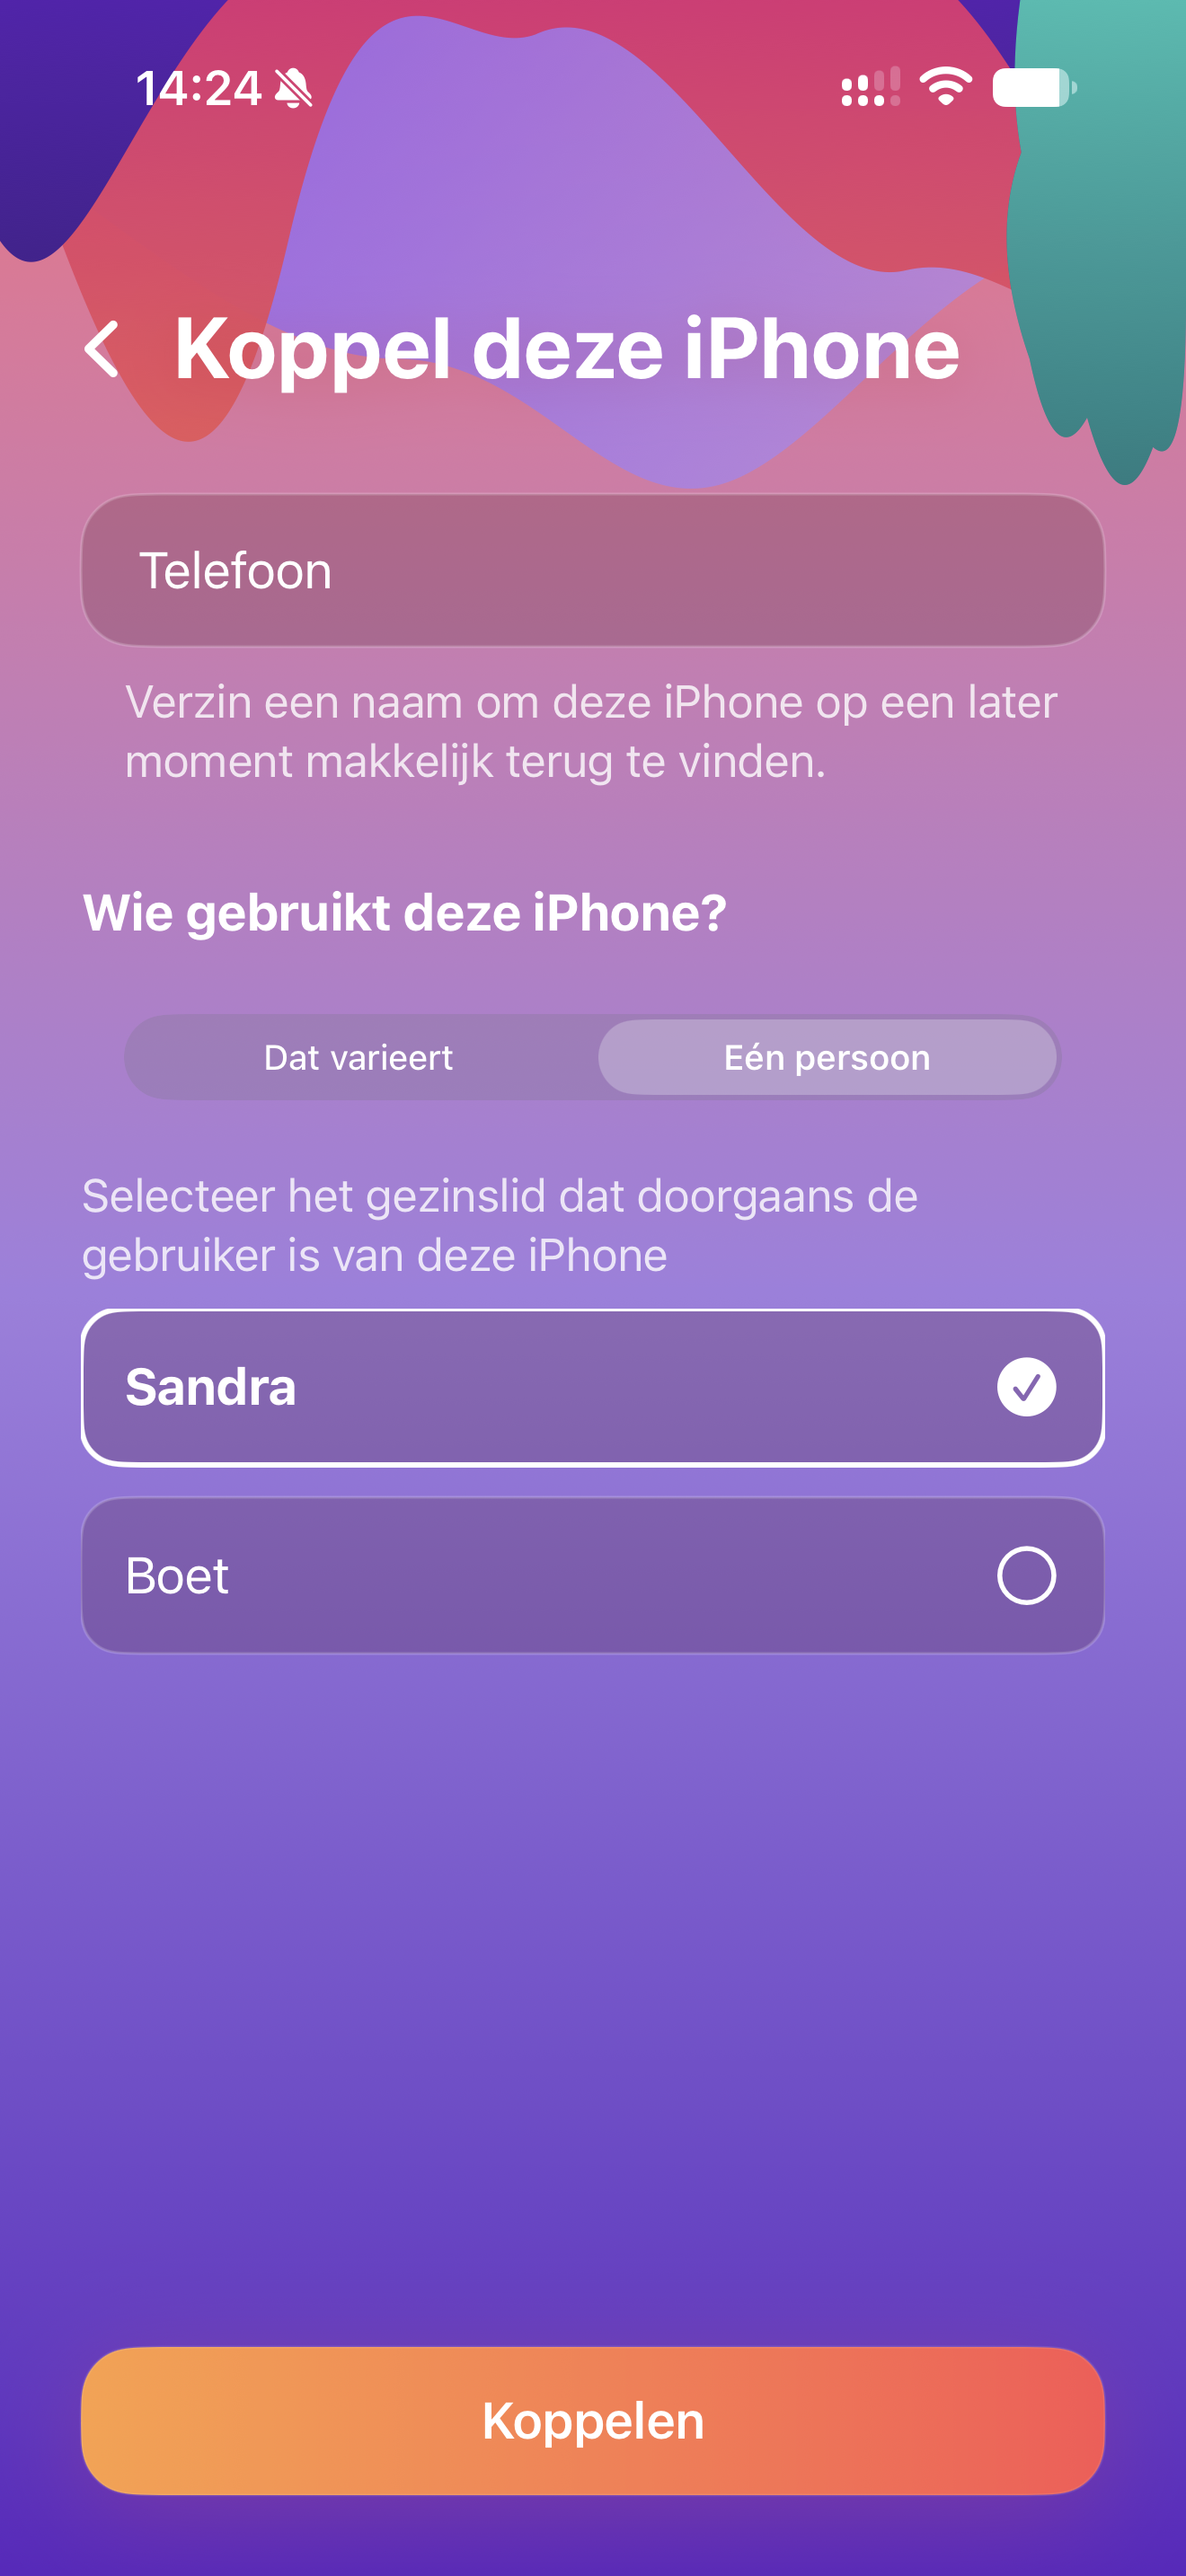 14:24
Koppel deze iPhone
Telefoon
Verzin een naam om deze iPhone op een later
moment makkelijk terug te vinden.
Wie gebruikt deze iPhone?
Dat varieert
Eén persoon
Selecteer het gezinslid dat doorgaans de
gebruiker is van deze iPhone
Sandra
Boet
Koppelen